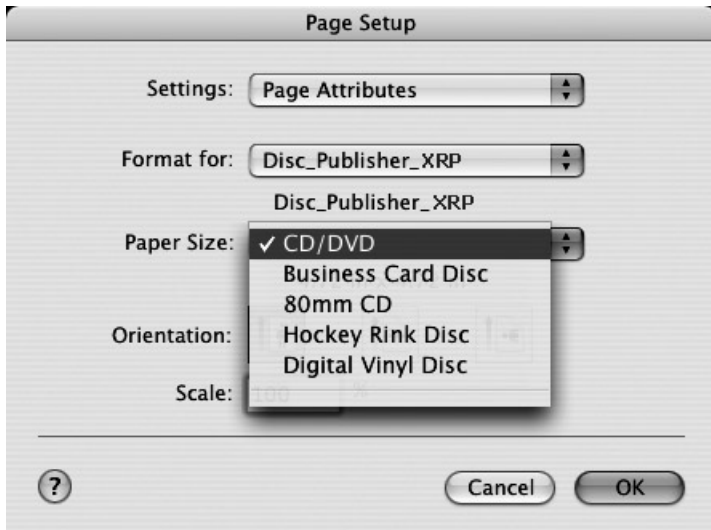 Page Setup
Settings: Page Attributes
Format for: Disc_Publisher_XRP
Disc_Publisher_XRP
Paper Size: ✓ CD/DVD
Business Card Disc
80mm CD
Hockey Rink Disc
Orientation:
Digital Vinyl Disc
Scale: 100 %
? Cancel OK